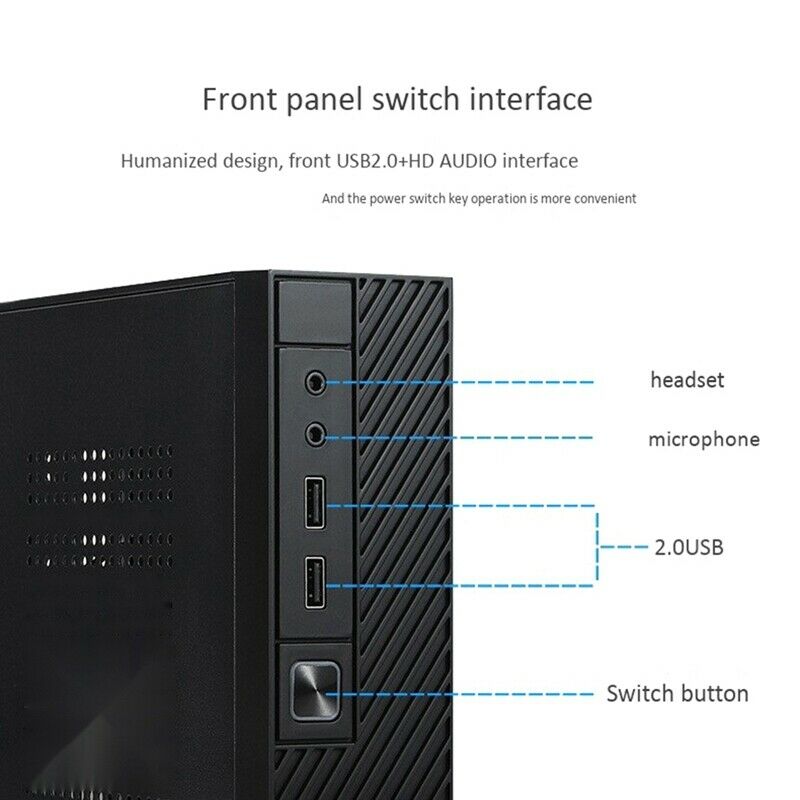 Front panel switch interface
Humanized design, front USB2.0+HD AUDIO interface
And the power switch key operation is more convenient
headset
microphone
2.0USB
Switch button